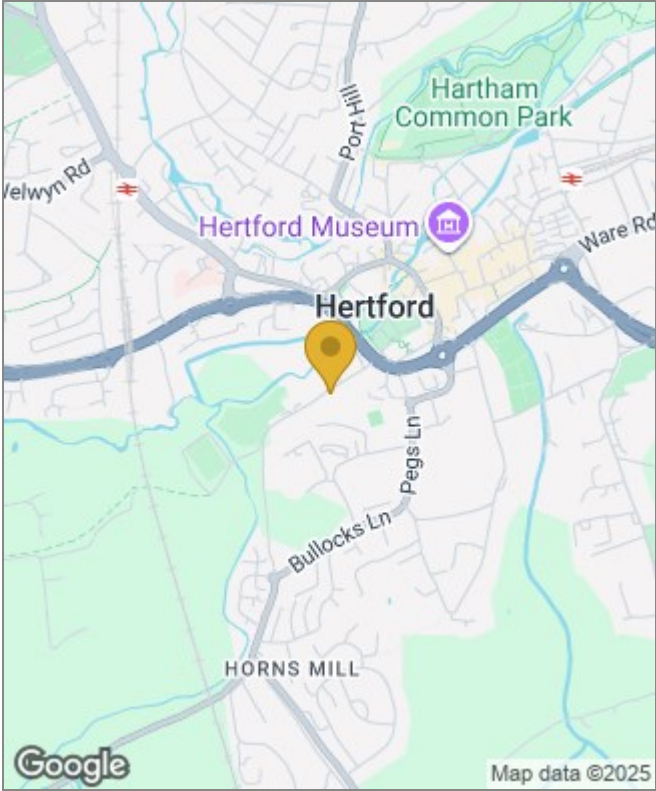 Hartham
Common Park
Port Hill
Welwyn Rd
Hertford Museum
Ware Rd
Hertford
Pegs Ln
Bullocks Ln
HORNS MILL
Google
Map data ©2025